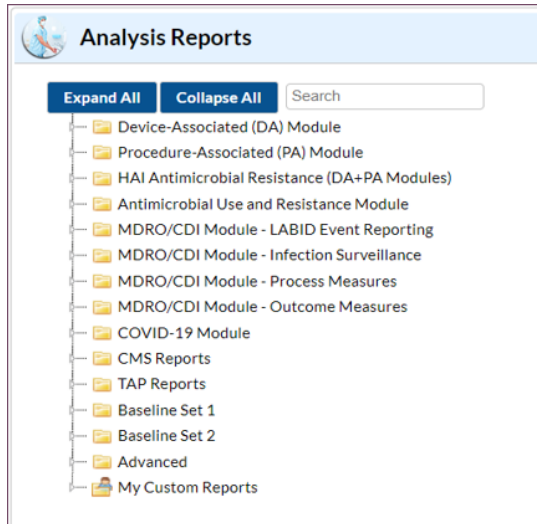 Analysis Reports
Expand All Collapse All Search
Device-Associated (DA) Module
Procedure-Associated (PA) Module
HAI Antimicrobial Resistance (DA+PA Modules)
Antimicrobial Use and Resistance Module
MDRO/CDI Module - LABID Event Reporting
MDRO/CDI Module - Infection Surveillance
MDRO/CDI Module - Process Measures
MDRO/CDI Module - Outcome Measures
COVID-19 Module
CMS Reports
TAP Reports
Baseline Set 1
Baseline Set 2
Advanced
My Custom Reports